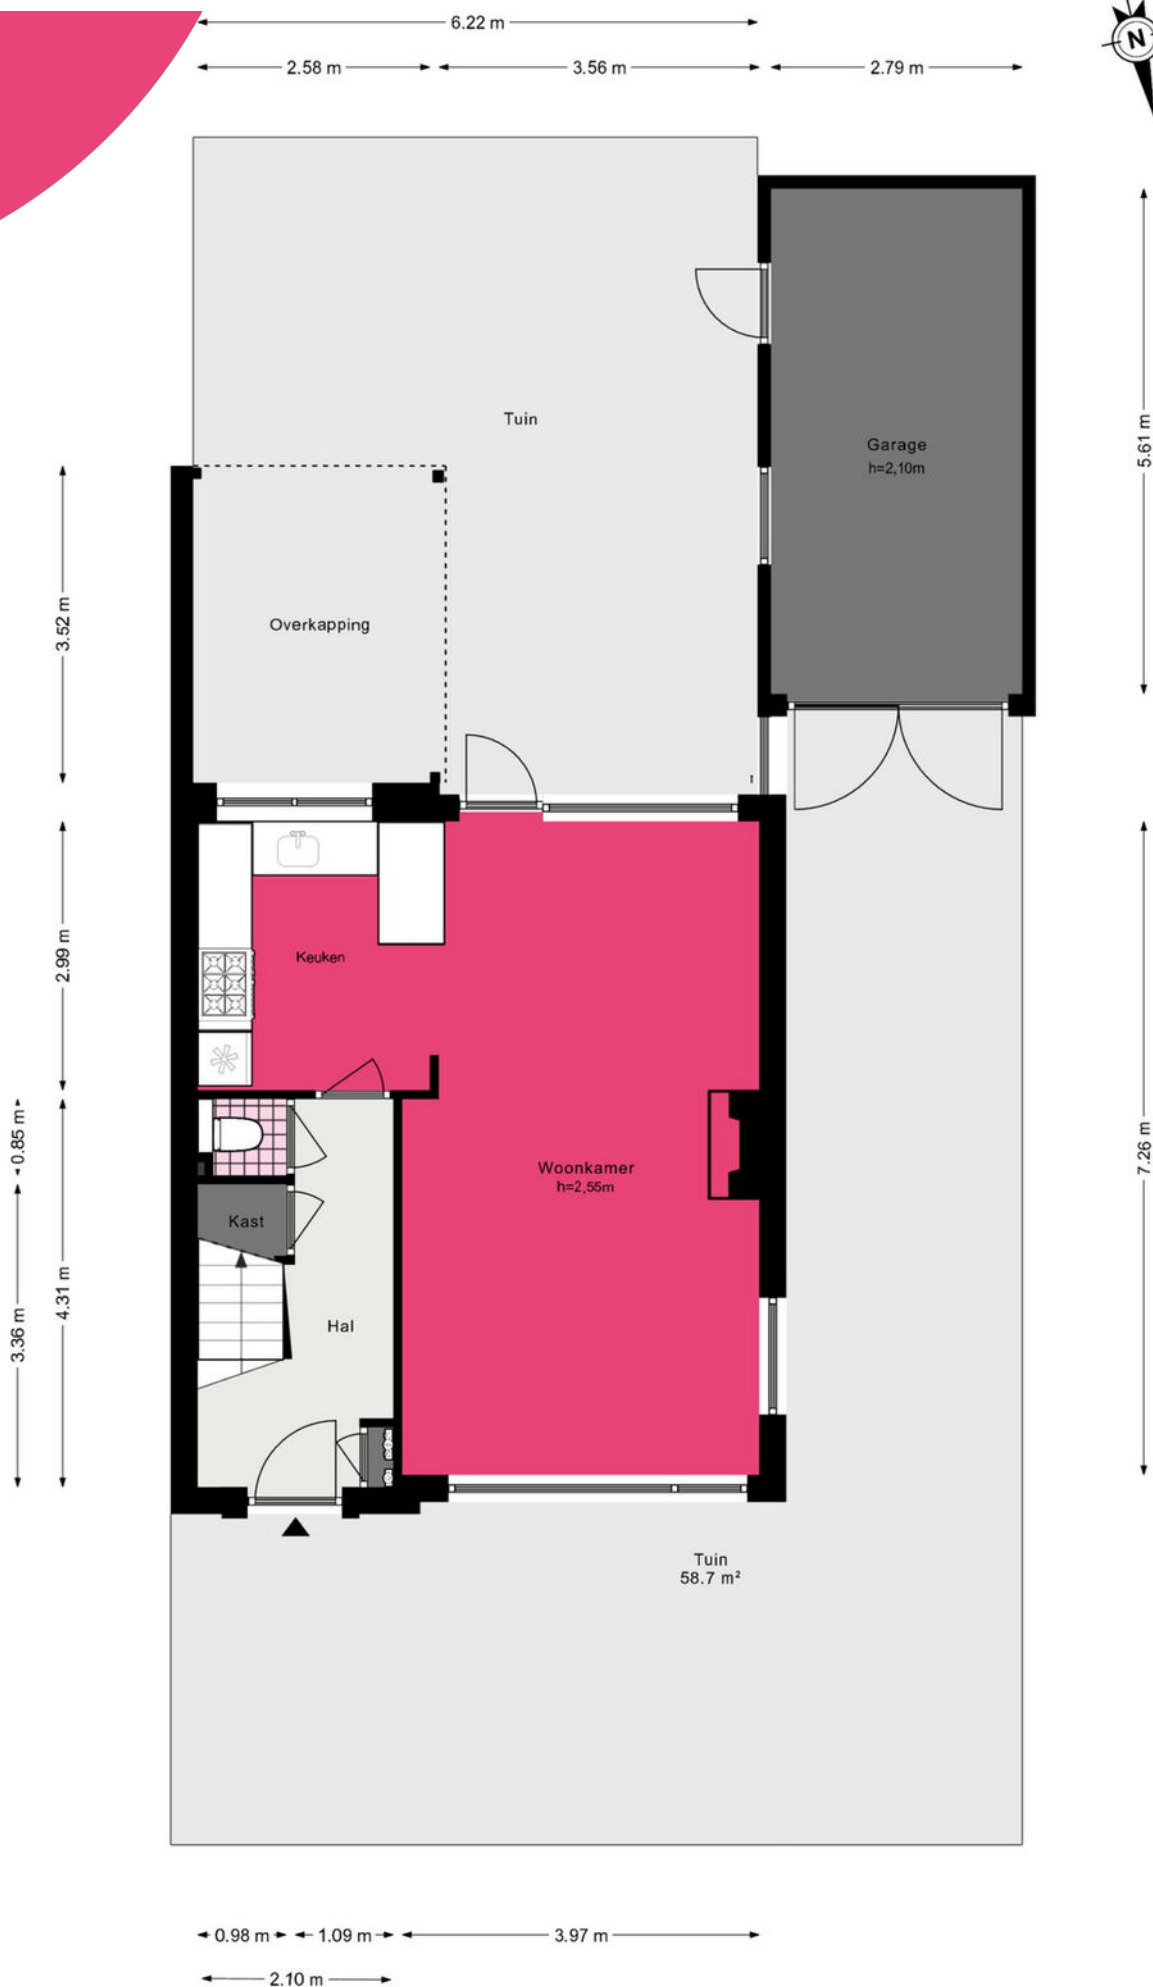 6.22 m
2.58 m
3.56 m
2.79 m
N
Tuin
Garage
h=2,10m
5.61 m
Overkapping
3.52 m
Keuken
2.99 m
0.85 m
Woonkamer
h=2,55m
7.26 m
Kast
4.31 m
3.36 m
Hal
Tuin
58.7 m²
0.98 m
1.09 m
3.97 m
2.10 m